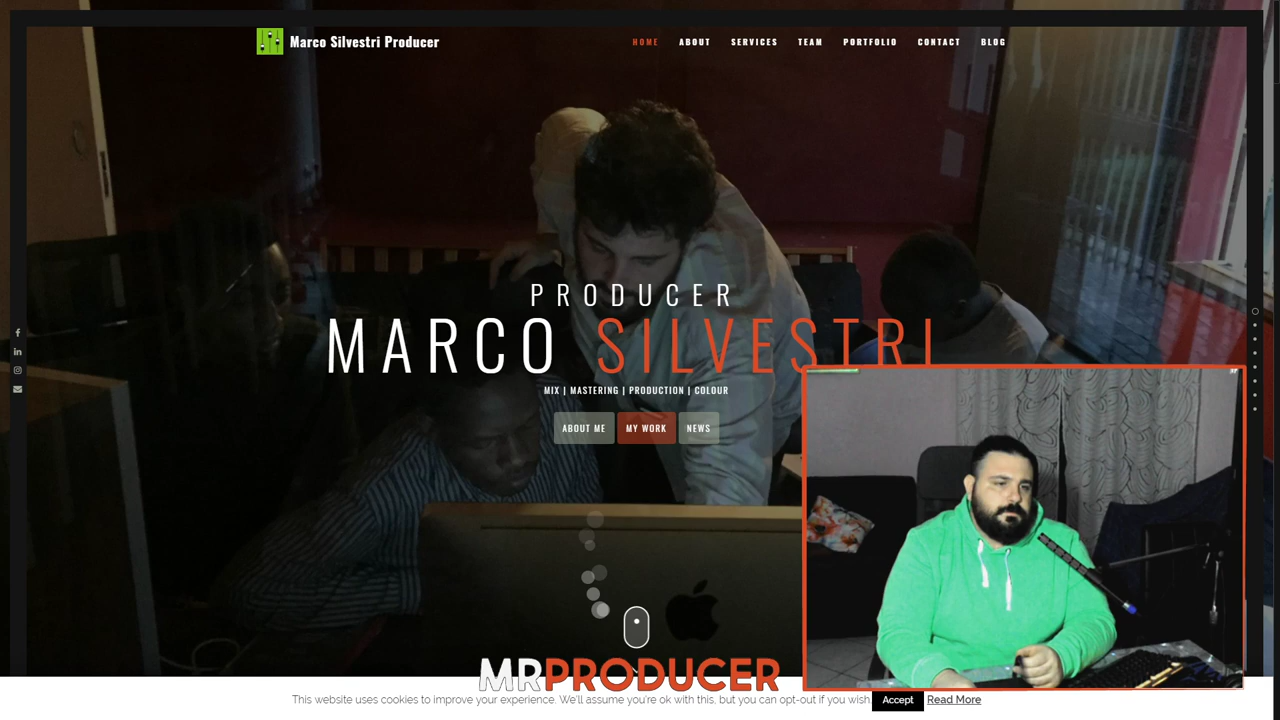 Marco Silvestri Producer
HOME ABOUT SERVICES TEAM PORTFOLIO CONTACT BLOG
PRODUCER
MARCO SILVESTRI
MIX | MASTERING | PRODUCTION | COLOUR
ABOUT ME MY WORK NEWS
MRPRODUCER
This website uses cookies to improve your experience. We'll assume you're ok with this, but you can opt-out if you wish. Accept Read More